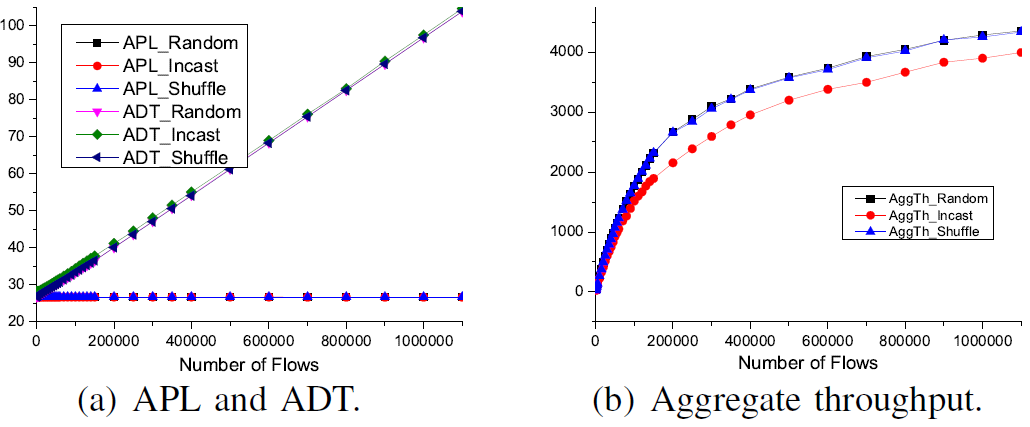 100
90
80
70
60
50
40
30
20
APL_Random
APL_Incast
APL_Shuffle
ADT_Random
ADT_Incast
ADT_Shuffle
0 200000 400000 600000 800000 1000000
Number of Flows
(a) APL and ADT.
4000
3000
2000
1000
0
AggTh_Random
AggTh_Incast
AggTh_Shuffle
0 200000 400000 600000 800000 1000000
Number of Flows
(b) Aggregate throughput.